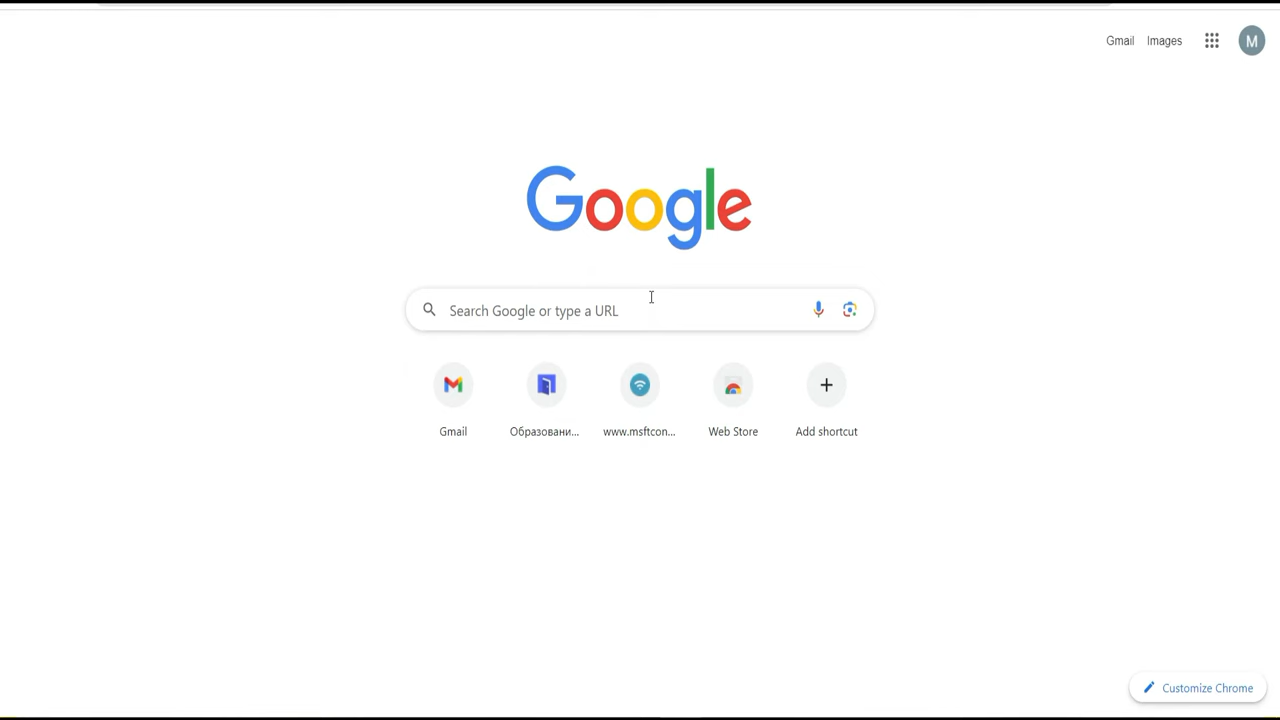 Gmail Images
M
Google
Search Google or type a URL
Gmail Образовани... www.msftcon... Web Store Add shortcut
Customize Chrome